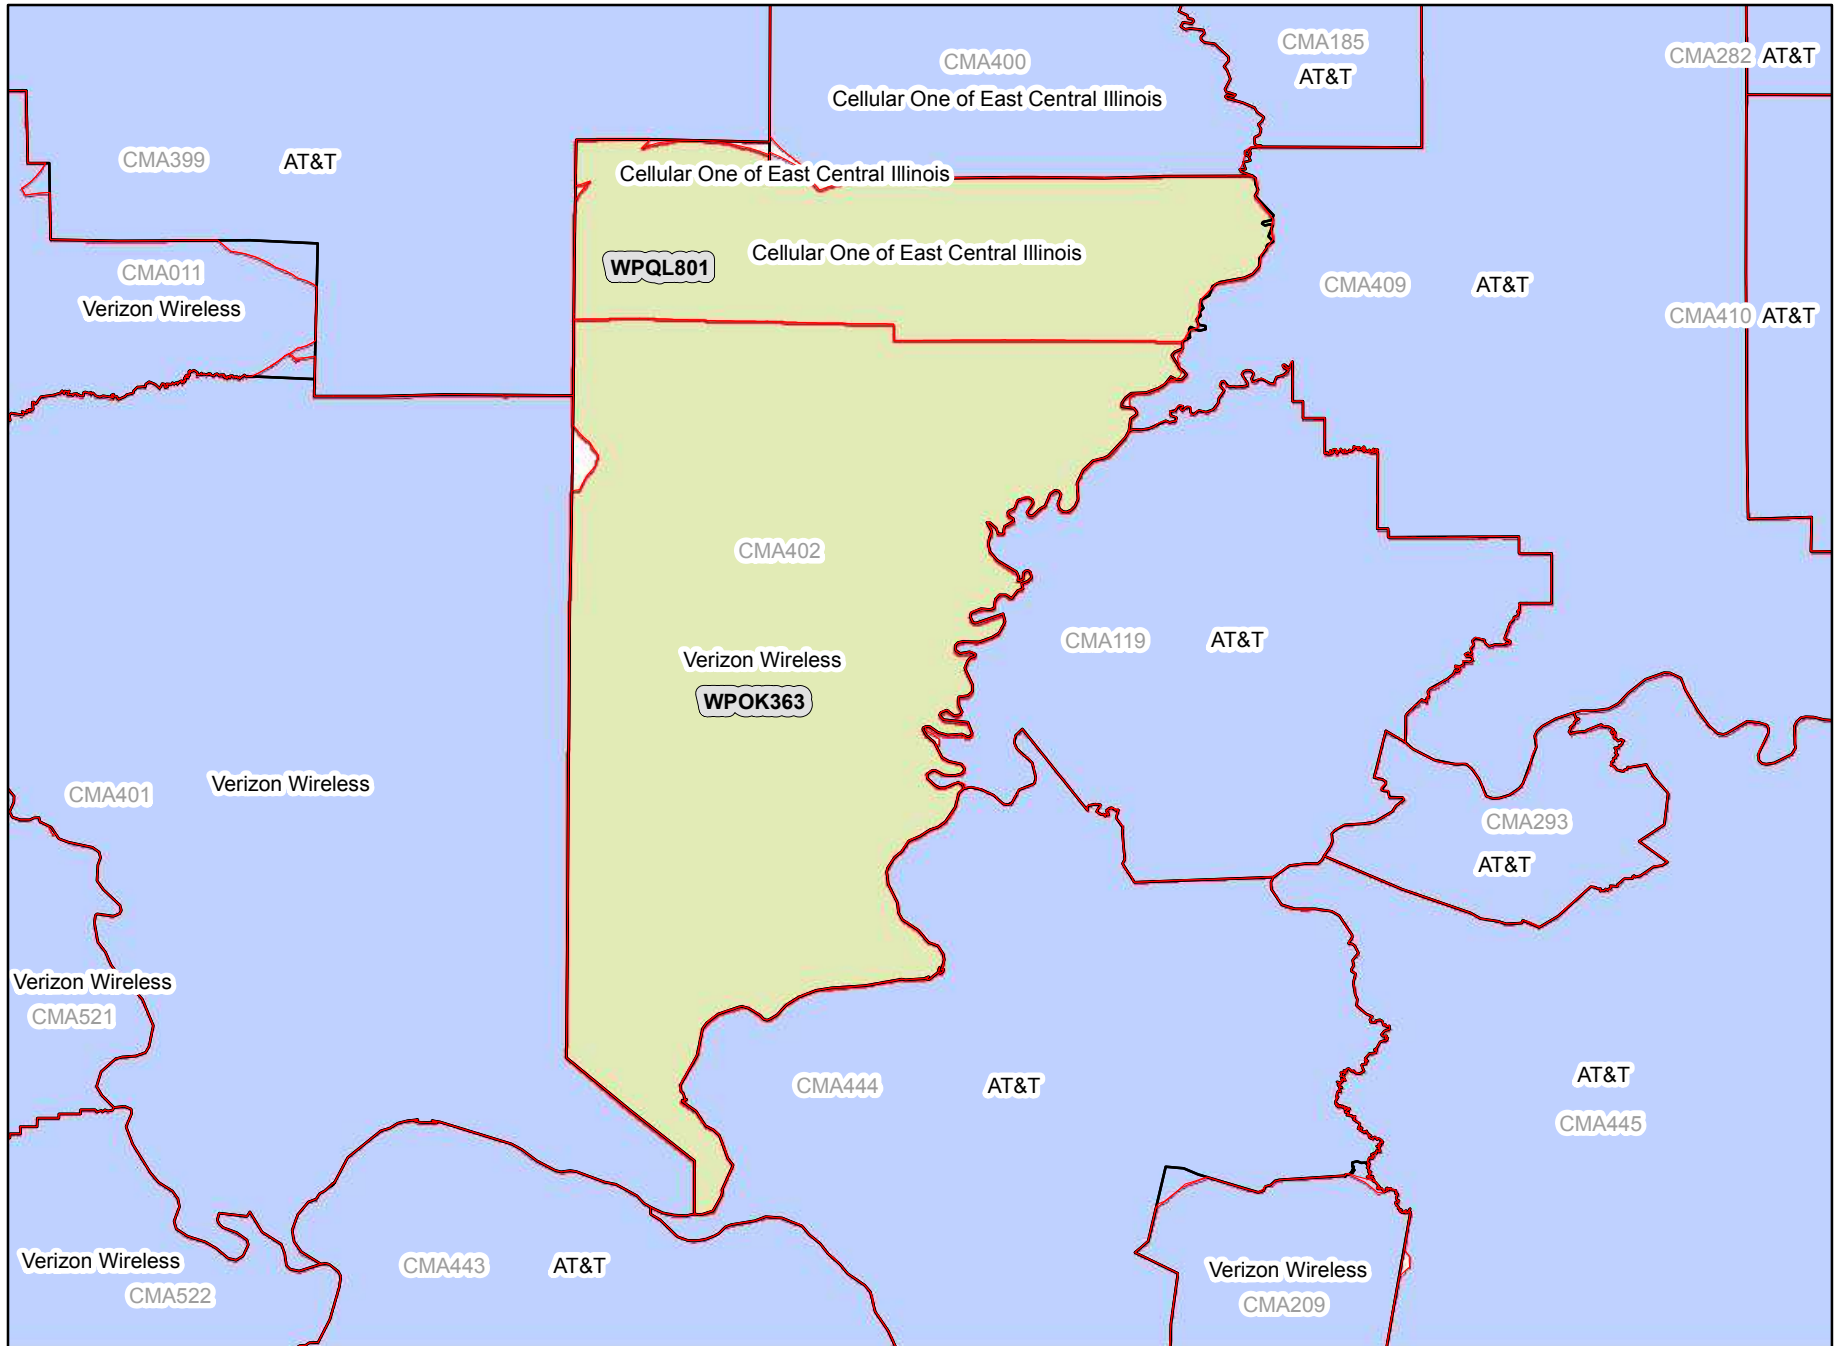 CMA185
CMA282 AT&T
CMA400
AT&T
Cellular One of East Central Illinois
CMA399 AT&T
Cellular One of East Central Illinois
Cellular One of East Central Illinois
WPQL801
CMA011
Verizon Wireless
CMA409 AT&T
CMA410 AT&T
CMA402
CMA119 AT&T
Verizon Wireless
WPOK363
CMA401 Verizon Wireless
CMA293
AT&T
Verizon Wireless
CMA521
CMA444 AT&T
AT&T
CMA445
Verizon Wireless
CMA522
CMA443 AT&T
Verizon Wireless
CMA209